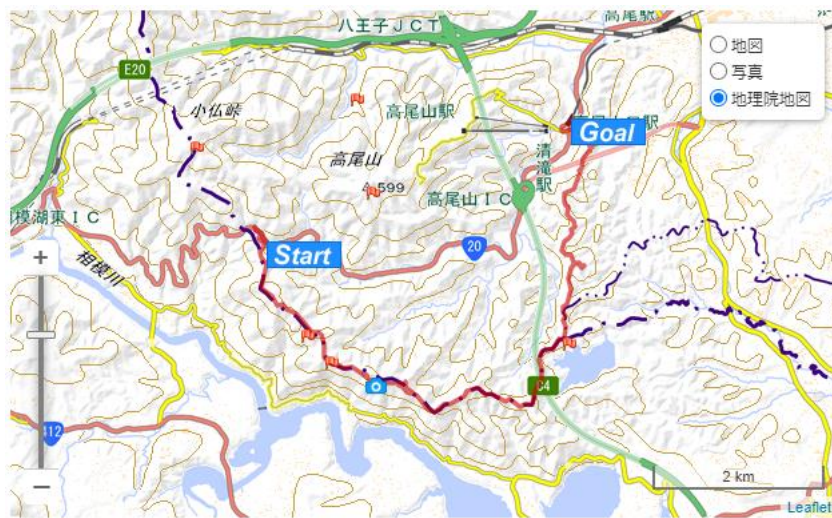 八王子JCT
高尾駅
E20
地図
写真
地理院地図
小仏峠
高尾山駅
Goal
高尾山
599
清滝駅
高尾山IC
模湖東IC
Start
20
相模川
+
C4
412
−
2 km
Leaflet